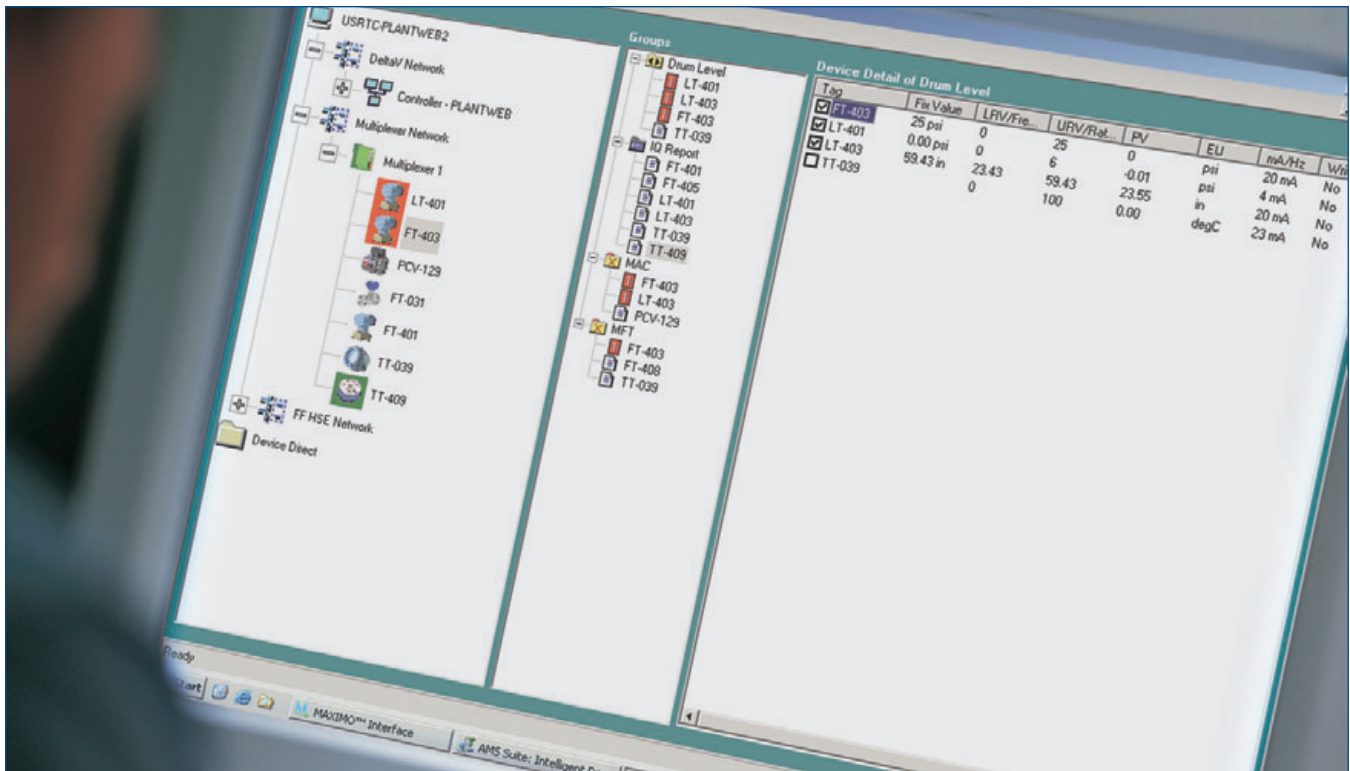 USRTC-PLANTWEB2
DeltaV Network
Controller - PLANTWEB
Multiplexer Network
Multiplexer 1
LT-401
FT-403
PCV-129
FT-031
FT-401
TT-039
TT-409
FF HSE Network
Device Direct
Groups
Drum Level
LT-401
LT-403
FT-403
TT-039
IQ Report
FT-401
FT-405
LT-401
LT-403
TT-039
TT-409
MAC
FT-403
LT-403
PCV-129
MFT
FT-403
FT-408
TT-039
Device Detail of Drum Level
Tag Fix Value LRV/Fre... URV/Rat... PV EU mA/Hz Wri
FT-403 25 psi 0 25 0 psi 20 mA No
LT-401 0.00 psi 0 6 -0.01 psi 4 mA No
LT-403 59.43 in 23.43 59.43 23.55 in 20 mA No
TT-039 0 100 0.00 degC 23 mA No
Ready
tart MAXIMO™ Interface AMS Suite: Intelligent D